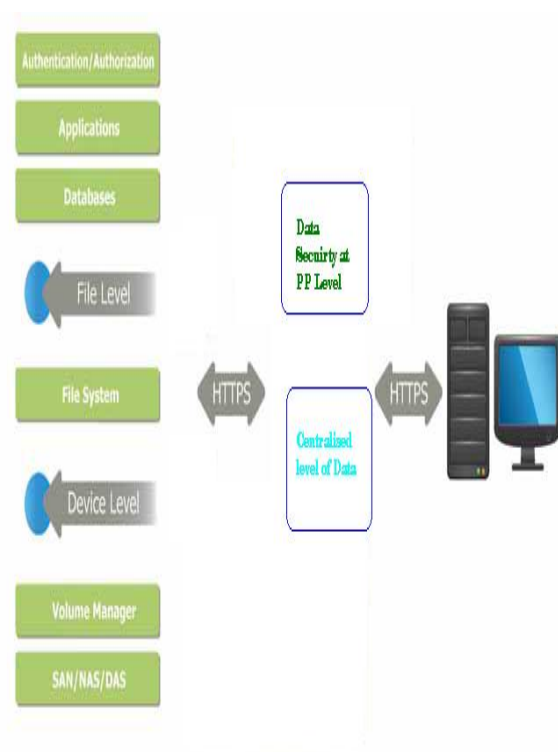 Authentication/Authorization
Applications
Databases
File Level
File System
Device Level
Volume Manager
SAN/NAS/DAS
HTTPS
Data
Secuirty at
PP Level
Centralised
level of Data
HTTPS